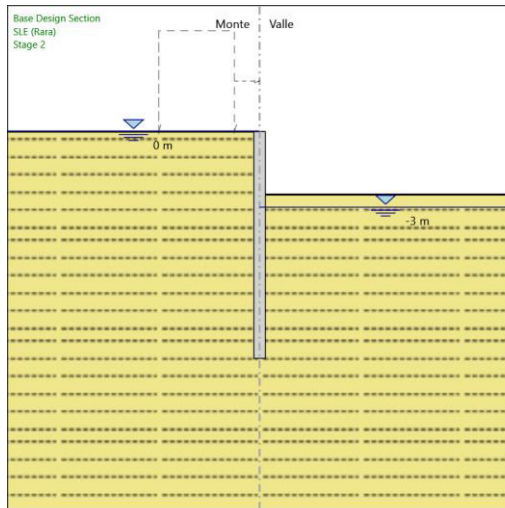 Base Design Section
SLE (Rara)
Stage 2
Monte
Valle
0 m
-3 m